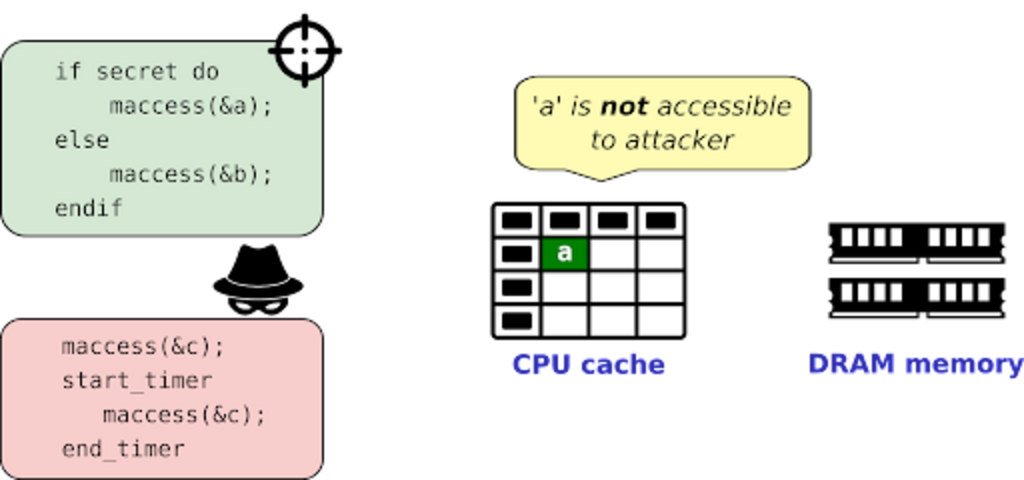 if secret do
maccess(&a);
else
maccess(&b);
endif
maccess(&c);
start_timer
maccess(&c);
end_timer
'a' is not accessible
to attacker
a
CPU cache
DRAM memory